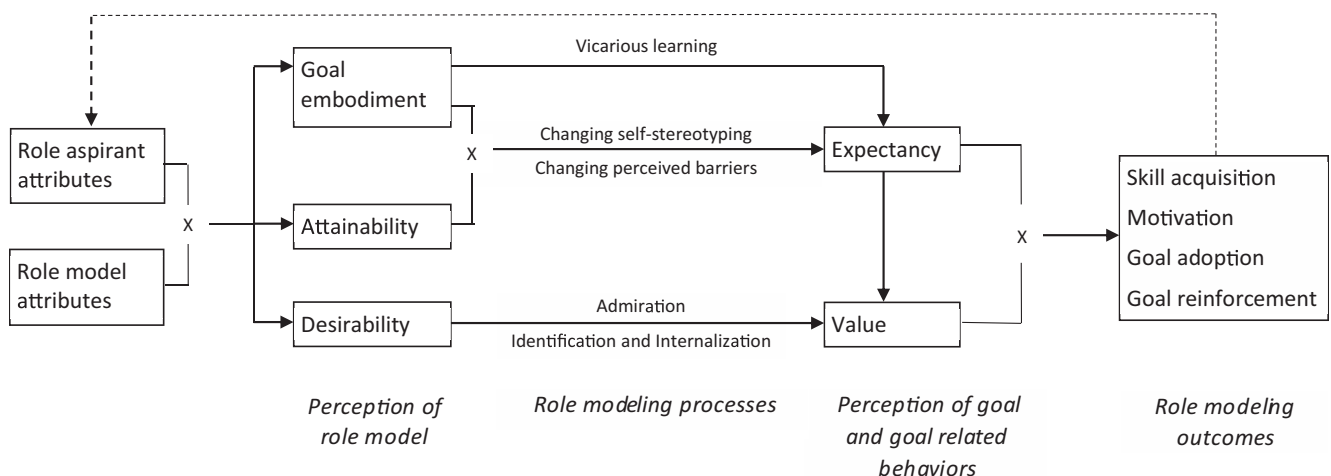 Vicarious learning
Goal
embodiment
Role aspirant
attributes
X
Changing self-stereotyping
Changing perceived barriers
Expectancy
X
Attainability
Role model
attributes
Desirability
Admiration
Identification and Internalization
Value
X
Skill acquisition
Motivation
Goal adoption
Goal reinforcement
Perception of
role model
Role modeling processes
Perception of goal
and goal related
behaviors
Role modeling
outcomes